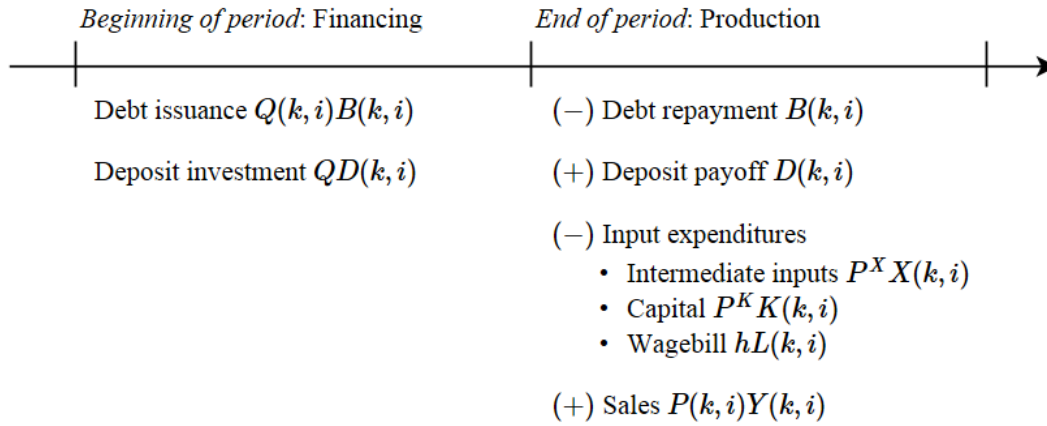 Beginning of period: Financing
End of period: Production
Debt issuance Q(k, i)B(k, i)
Deposit investment QD(k, i)
(−) Debt repayment B(k, i)
(+) Deposit payoff D(k, i)
(−) Input expenditures
• Intermediate inputs P^X X(k, i)
• Capital P^K K(k, i)
• Wagebill hL(k, i)
(+) Sales P(k, i)Y(k, i)